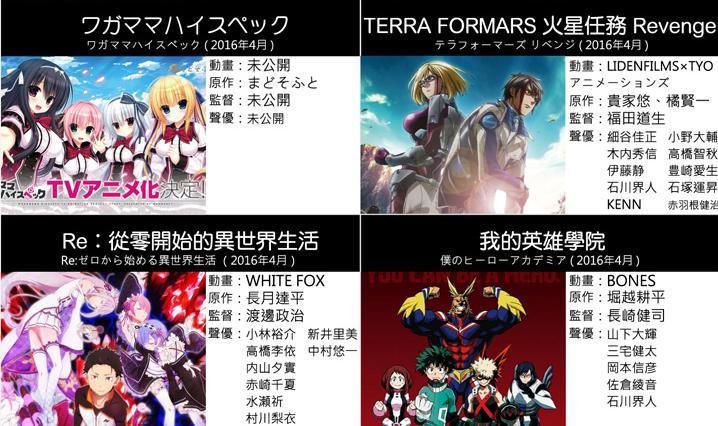 ワガママハイスペック
ワガママハイスペック ( 2016年4月 )
動畫：未公開
原作：まどそふと
監督：未公開
聲優：未公開
ハイスペック TVアニメ化決定!
TERRA FORMARS 火星任務 Revenge
テラフォーマーズ リベンジ ( 2016年4月 )
動畫：LIDENFILMS×TYO
アニメーションズ
原作：貴家悠、橘賢一
監督：福田道生
聲優：細谷佳正 小野大輔
木内秀信 高橋智秋
伊藤静 豊崎愛生
石川界人 石塚運昇
KENN 赤羽根健治
Re：從零開始的異世界生活
Re:ゼロから始める異世界生活 ( 2016年4月 )
動畫：WHITE FOX
原作：長月達平
監督：渡邊政治
聲優：小林裕介 新井里美
高橋李依 中村悠一
内山夕實
赤崎千夏
水瀬祈
村川梨衣
我的英雄學院
僕のヒーローアカデミア ( 2016年4月 )
YOU CAN BE A HERO.
動畫：BONES
原作：堀越耕平
監督：長崎健司
聲優：山下大輝
三宅健太
岡本信彦
佐倉綾音
石川界人